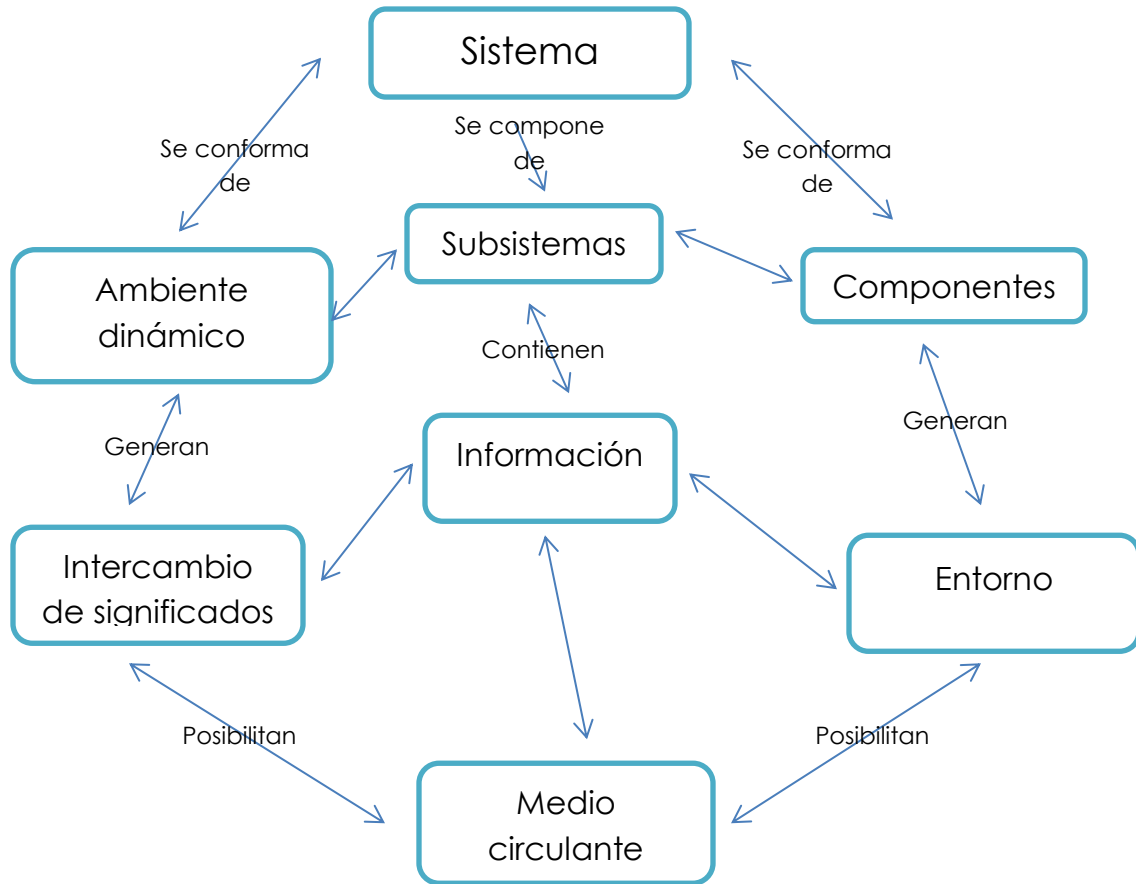 Sistema
Se compone
de
Se conforma
de
Se conforma
de
Subsistemas
Ambiente
dinámico
Componentes
Contienen
Generan
Generan
Información
Intercambio
de significados
Entorno
Posibilitan
Posibilitan
Medio
circulante